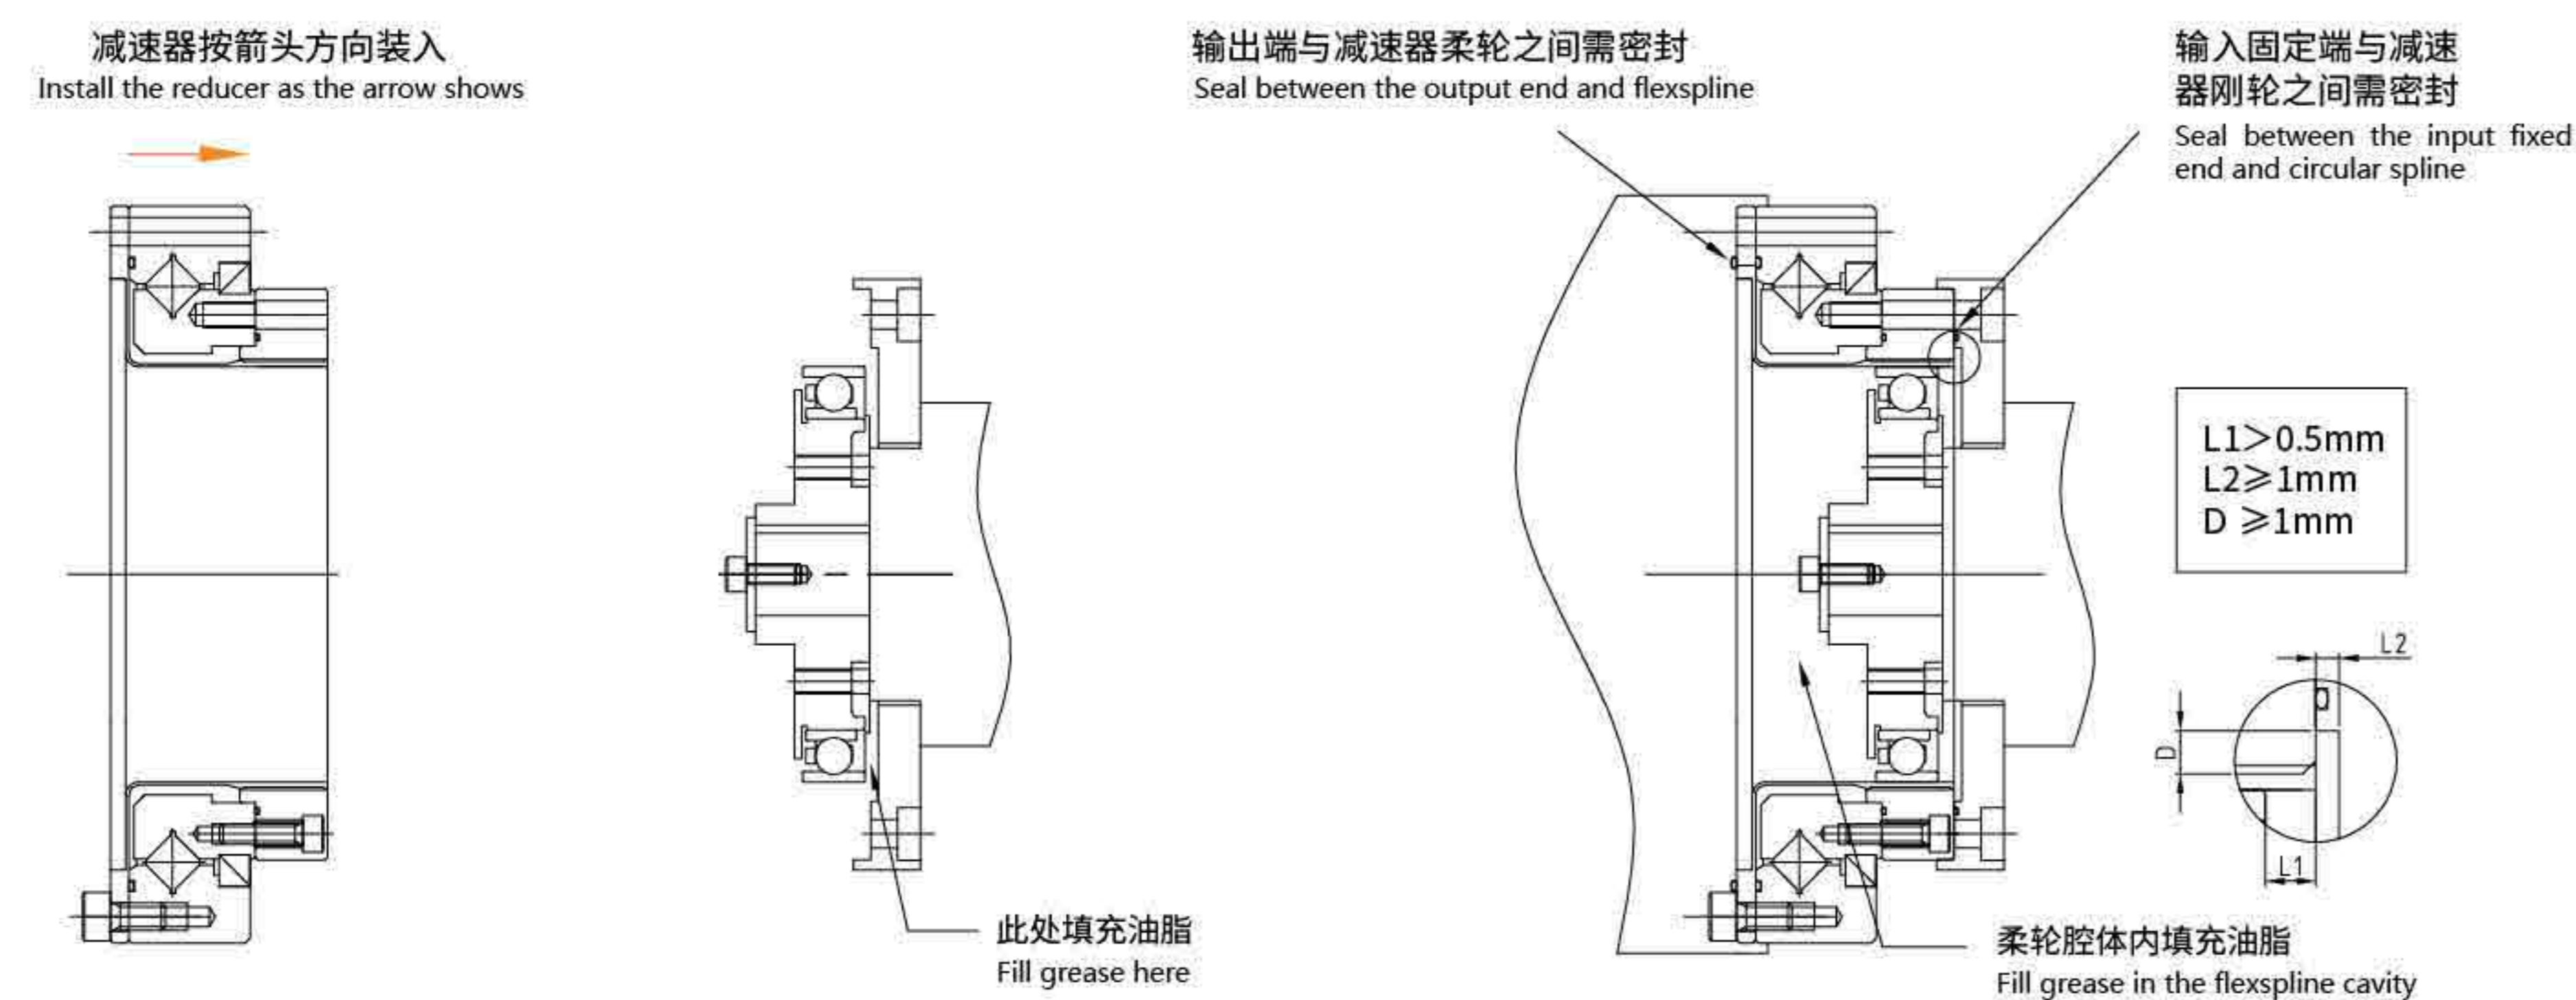 减速器按箭头方向装入
Install the reducer as the arrow shows
输出端与减速器柔轮之间需密封
Seal between the output end and flexspline
输入固定端与减速
器刚轮之间需密封
Seal between the input fixed
end and circular spline
L1>0.5mm
L2⩾1mm
D ⩾1mm
L2
D
L1
此处填充油脂
Fill grease here
柔轮腔体内填充油脂
Fill grease in the flexspline cavity